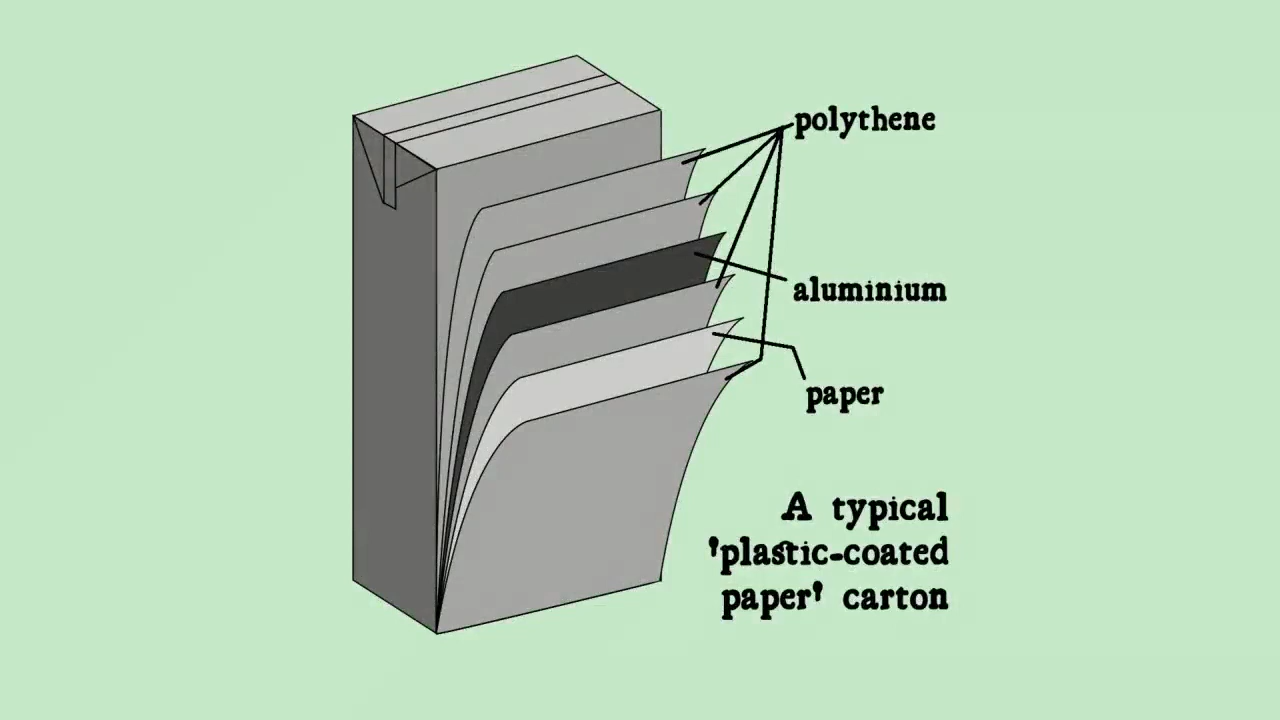 polythene
aluminium
paper
A typical
'plastic-coated
paper' carton